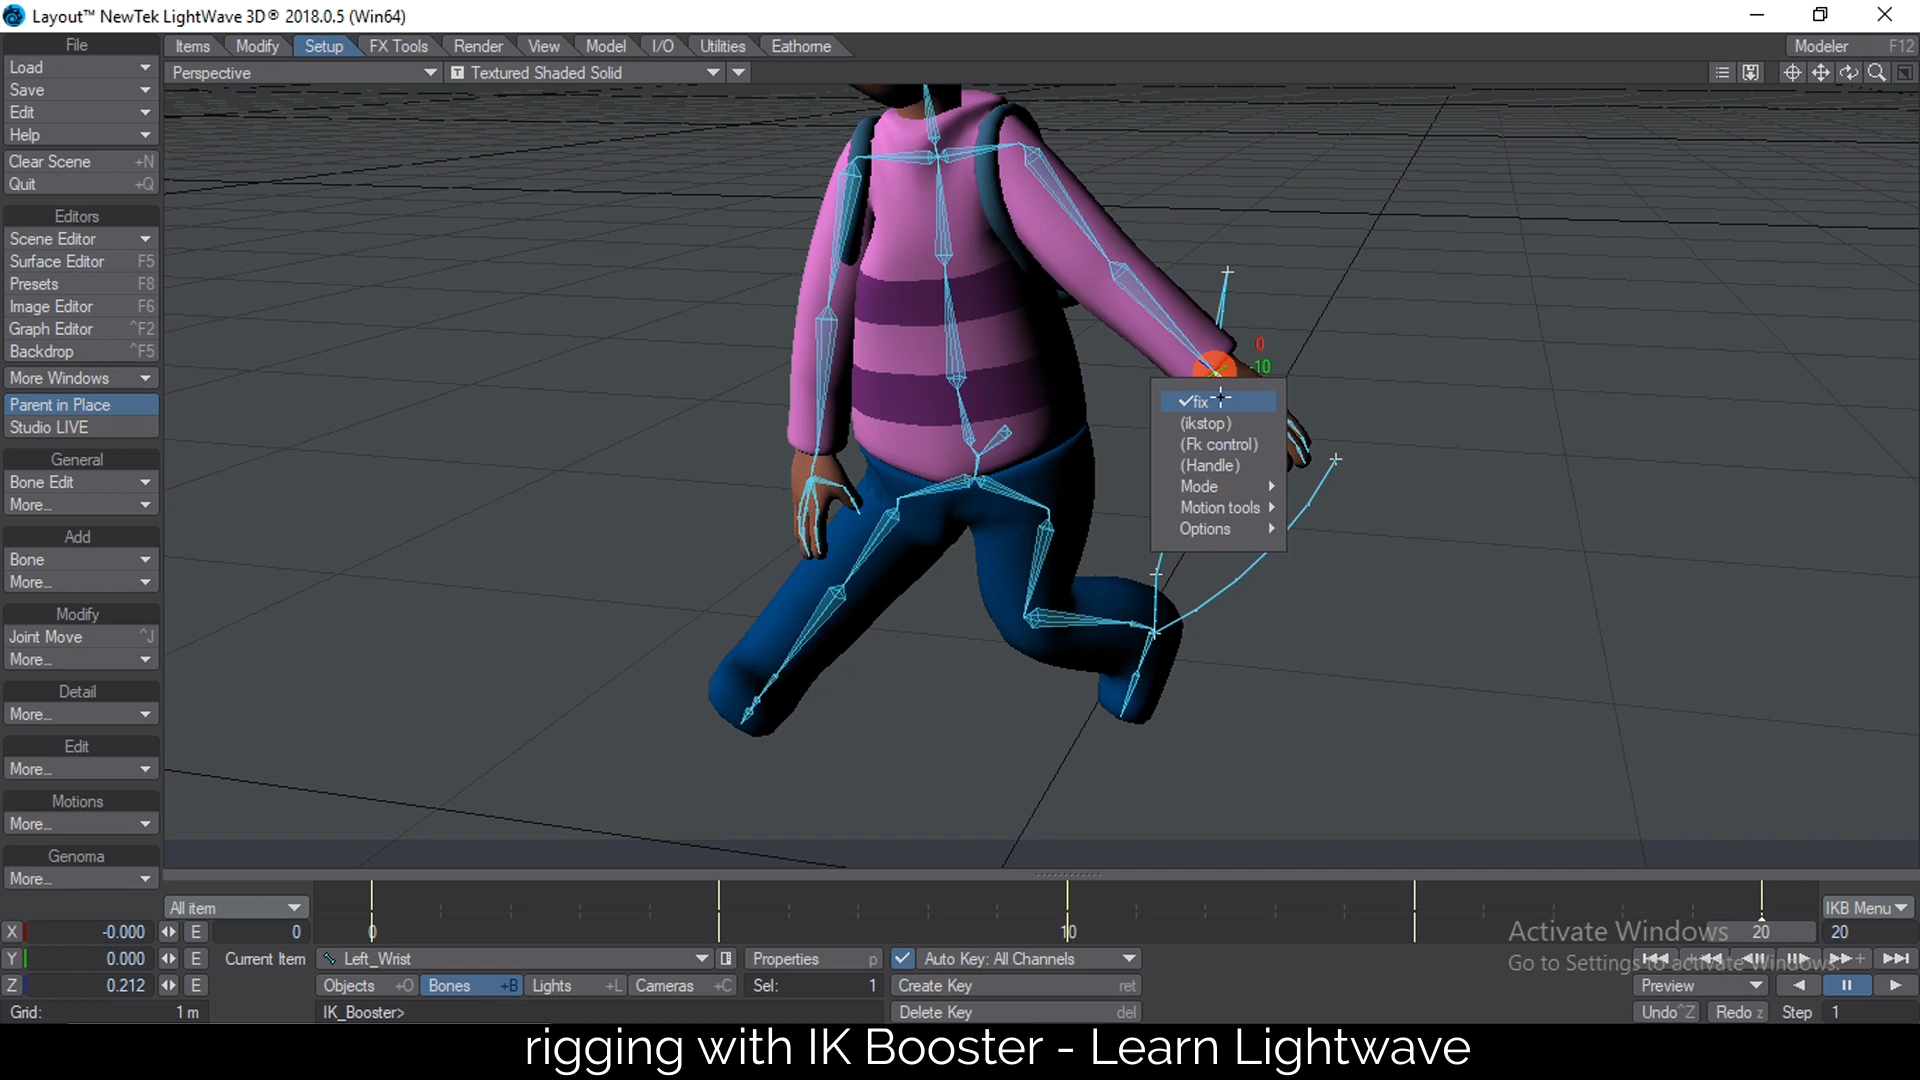 Layout™ NewTek LightWave 3D® 2018.0.5 (Win64)
File
Items Modify Setup FX Tools Render View Model I/O Utilities Eathome Modeler F12
Load
Perspective T Textured Shaded Solid
Save
Edit
Help
Clear Scene +N
Quit +Q
Editors
Scene Editor
Surface Editor F5
Presets F8
Image Editor F6
Graph Editor ^F2
Backdrop ^F5
More Windows
Parent in Place
Studio LIVE
General
Bone Edit
More...
Add
Bone
More...
Modify
Joint Move ^J
More...
Detail
More...
Edit
More...
Motions
More...
Genoma
More...
0
-10
fix
(ikstop)
(Fk control)
(Handle)
Mode
Motion tools
Options
All item IKB Menu
X -0.000 E 0 0 10 20 20
Activate Windows
Y 0.000 E Current Item Left_Wrist Properties p Auto Key: All Channels
Go to Settings to activate Windows.
Z 0.212 E Objects +O Bones +B Lights +L Cameras +C Sel: 1 Create Key ret Preview
Grid: 1 m IK_Booster> Delete Key del Undo ^Z Redo z Step 1
rigging with IK Booster - Learn Lightwave